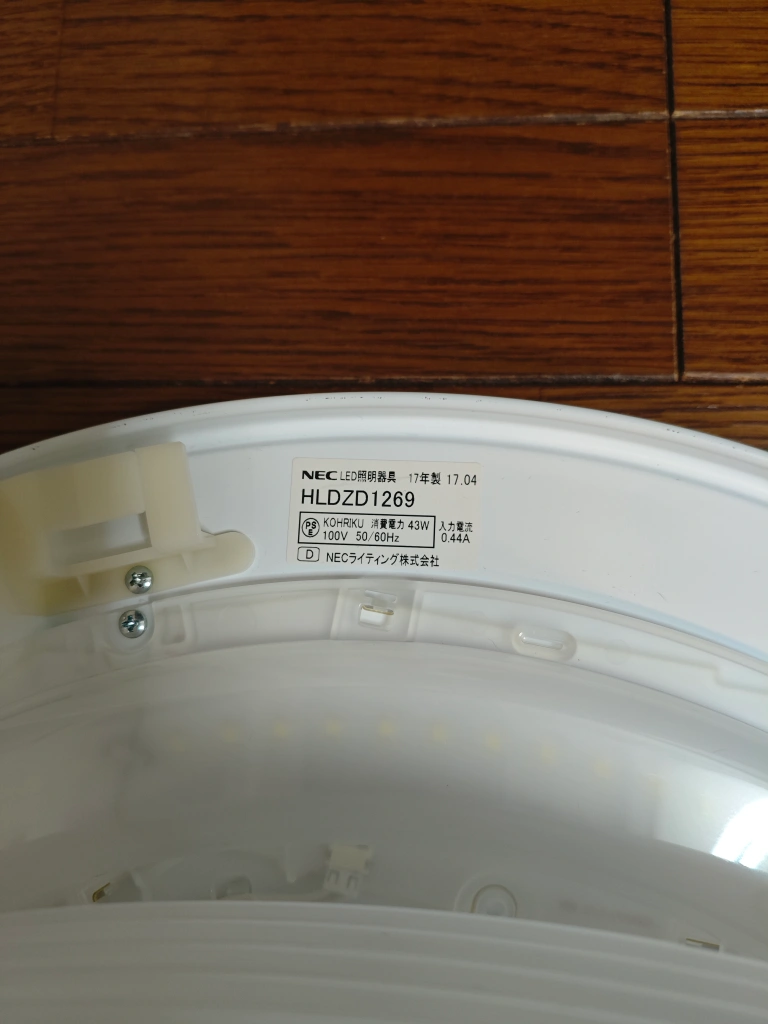 NEC LED照明器具 17年製 17.04
HLDZD1269
PSE KOHRIKU 消費電力 43W 入力電流
100V 50/60Hz 0.44A
D NECライティング株式会社